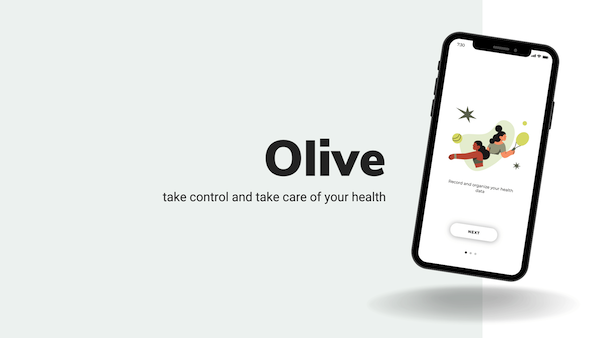 Olive
take control and take care of your health
7:30
Record and organize your health
data
NEXT